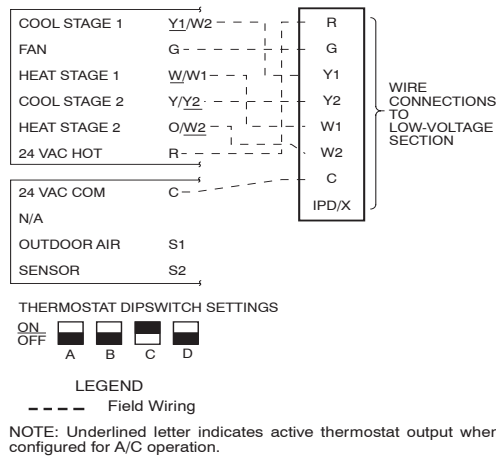 COOL STAGE 1 Y1/W2 R
FAN G G
HEAT STAGE 1 W/W1 Y1
COOL STAGE 2 Y/Y2 Y2
HEAT STAGE 2 O/W2 W1
24 VAC HOT R W2
24 VAC COM C C
N/A IPD/X
OUTDOOR AIR S1
SENSOR S2
WIRE
CONNECTIONS
TO
LOW-VOLTAGE
SECTION
THERMOSTAT DIPSWITCH SETTINGS
ON
OFF
A B C D
LEGEND
Field Wiring
NOTE: Underlined letter indicates active thermostat output when
configured for A/C operation.